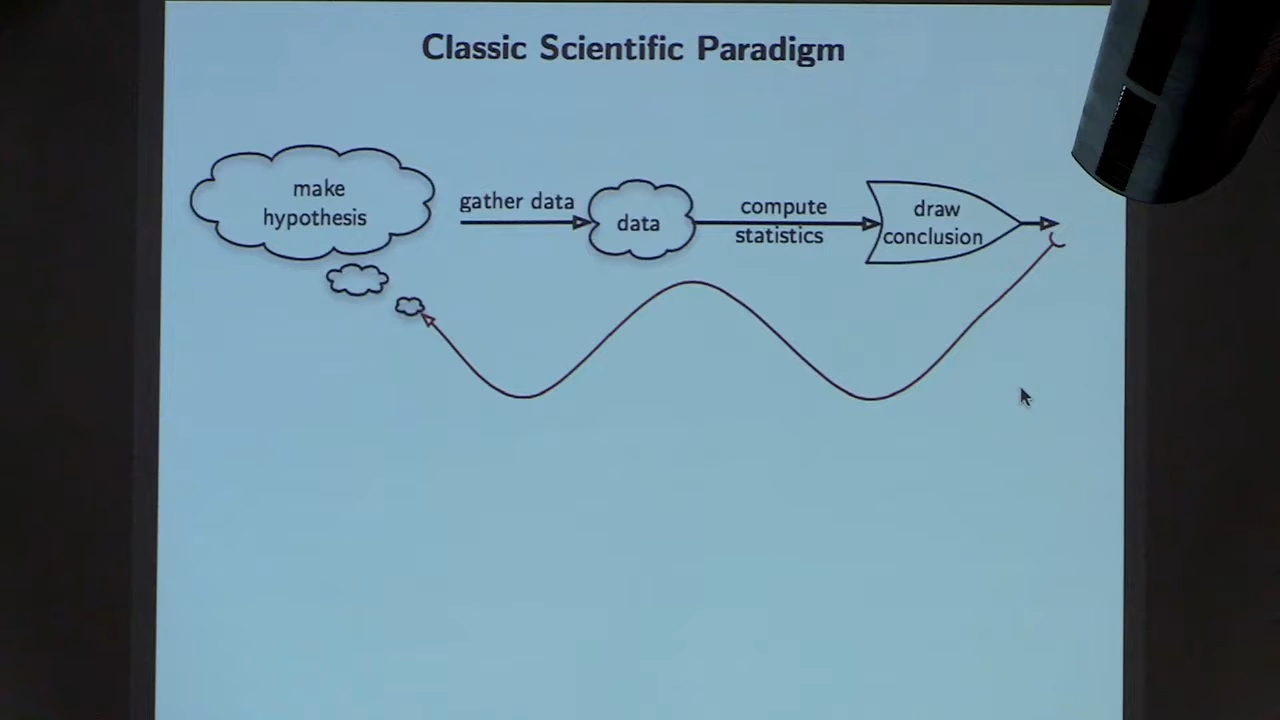 Classic Scientific Paradigm
make
hypothesis
gather data
data
compute
statistics
draw
conclusion